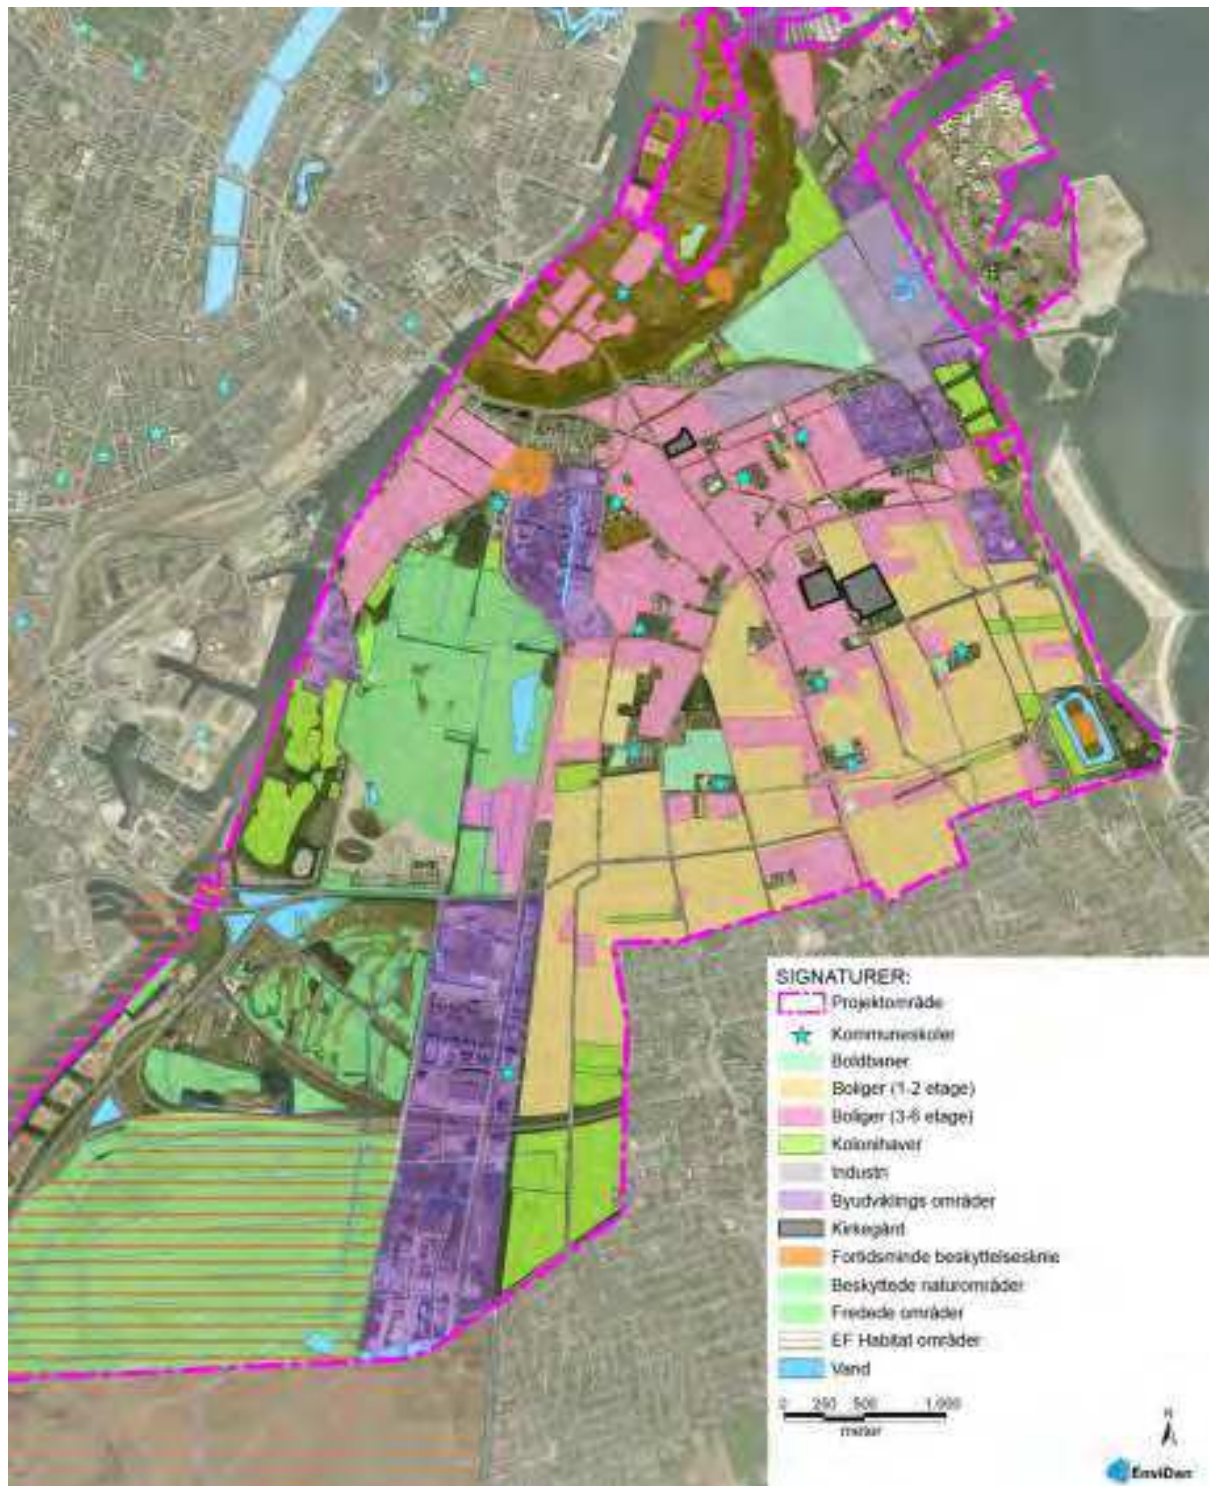 SIGNATURER:
Projektområde
Kommuneskoler
Boldbaner
Boliger (1-2 etage)
Boliger (3-6 etage)
Kolonihaver
Industri
Byudviklings områder
Kirkegård
Fortidsminde beskyttelseslinie
Beskyttede naturområder
Fredede områder
EF Habitat områder
Vand
0 250 500 1.000
meter
N
EnviDan